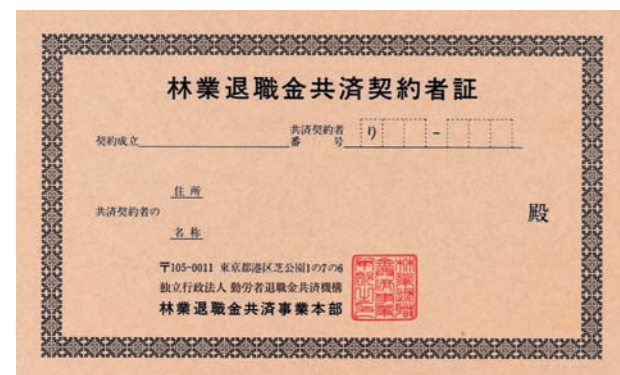 林業退職金共済契約者証
契約成立 共済契約者番号 り -
住所
共済契約者の
名称
殿
〒105-0011 東京都港区芝公園1の7の6
独立行政法人 勤労者退職金共済機構
林業退職金共済事業本部